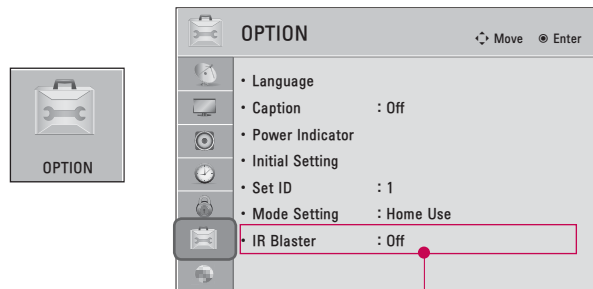 OPTION
OPTION Move Enter
• Language
• Caption : Off
• Power Indicator
• Initial Setting
• Set ID : 1
• Mode Setting : Home Use
• IR Blaster : Off